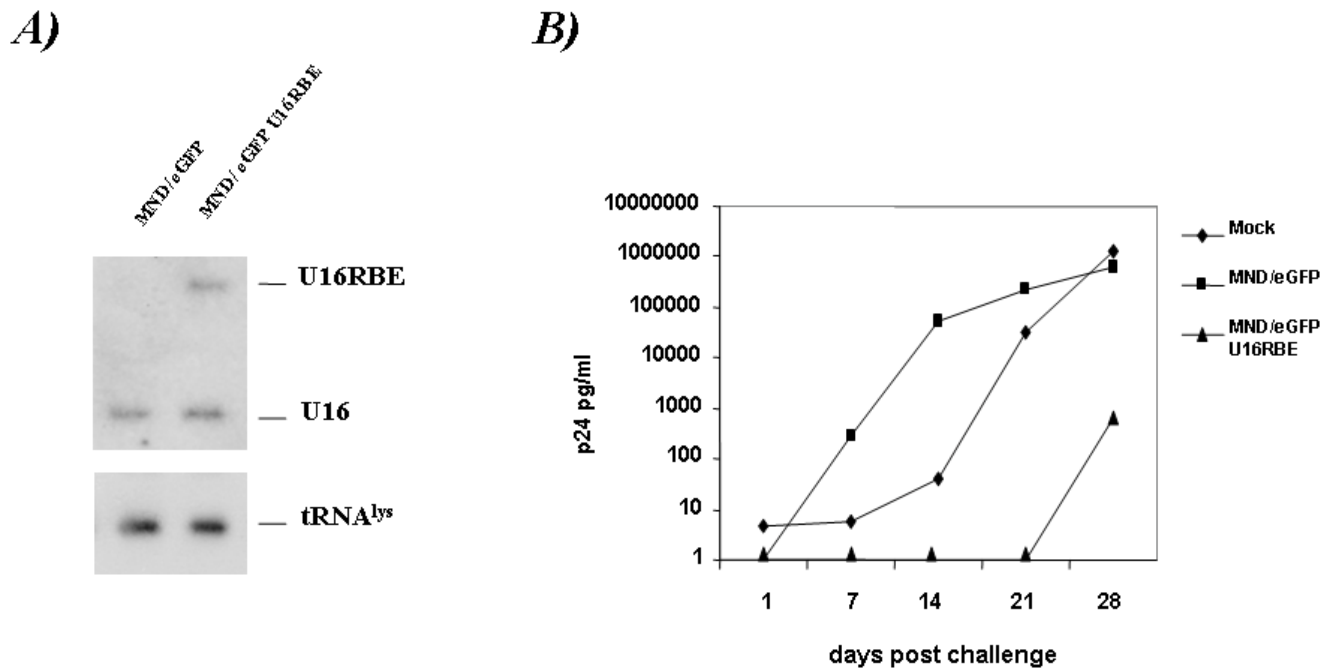 A)
MND/eGFP
MND/eGFP U16RBE
U16RBE
U16
tRNAlys
B)
10000000
1000000
100000
10000
1000
100
10
1
p24 pg/ml
1 7 14 21 28
days post challenge
Mock
MND/eGFP
MND/eGFP
U16RBE